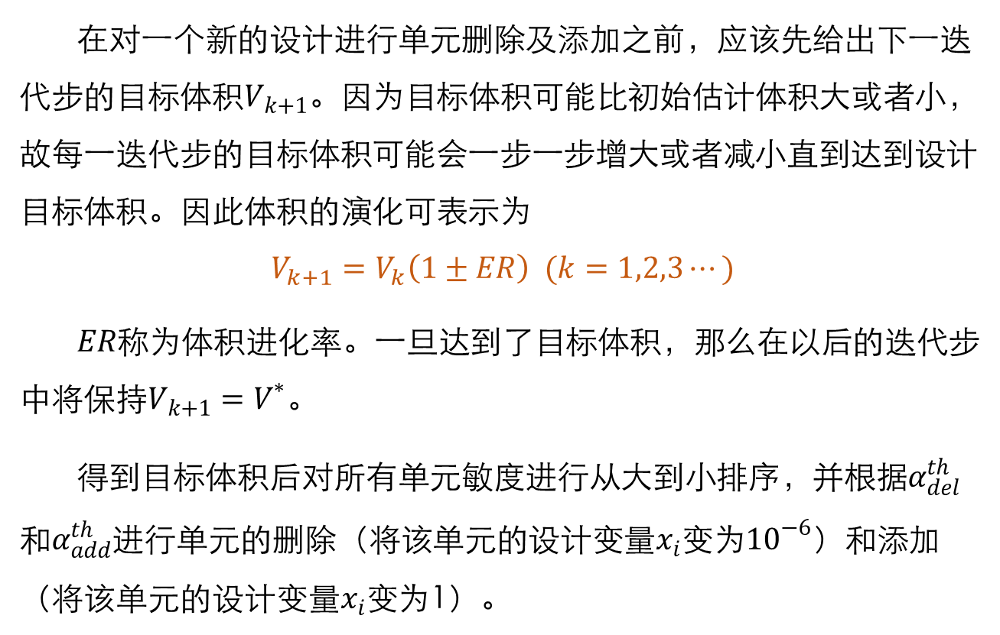 在对一个新的设计进行单元删除及添加之前，应该先给出下一迭
代步的目标体积$V_{k+1}$。因为目标体积可能比初始估计体积大或者小，
故每一迭代步的目标体积可能会一步一步增大或者减小直到达到设计
目标体积。因此体积的演化可表示为
$V_{k+1} = V_k(1 \pm ER)\ (k = 1,2,3\cdots)$
$ER$称为体积进化率。一旦达到了目标体积，那么在以后的迭代步
中将保持$V_{k+1} = V^*$。
得到目标体积后对所有单元敏度进行从大到小排序，并根据$\alpha_{del}^{th}$
和$\alpha_{add}^{th}$进行单元的删除（将该单元的设计变量$x_i$变为$10^{-6}$）和添加
（将该单元的设计变量$x_i$变为1）。